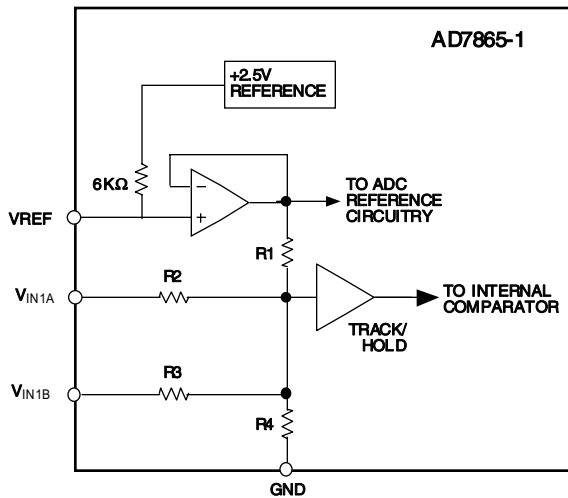 AD7865-1
+2.5V
REFERENCE
6KΩ
−
+
TO ADC
REFERENCE
CIRCUITRY
VREF
R1
R2
VIN1A
TO INTERNAL
COMPARATOR
TRACK/
HOLD
R3
VIN1B
R4
GND